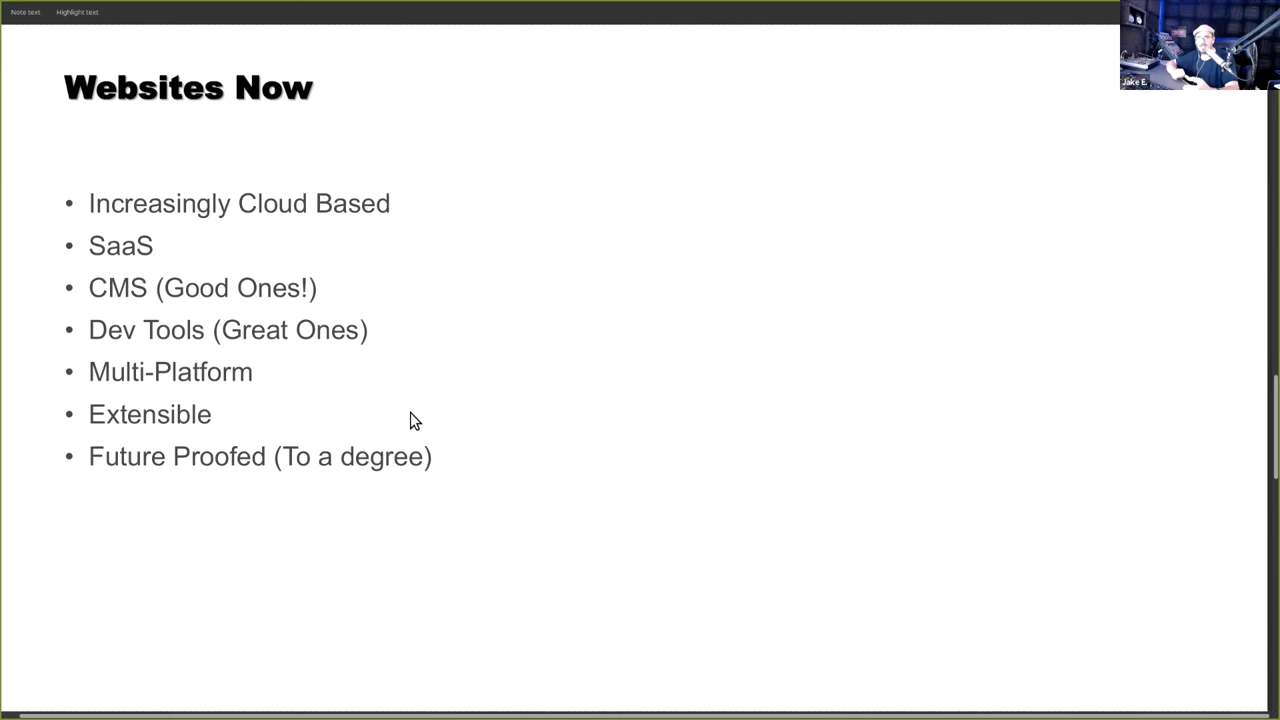 Note text Highlight text
Jake E.
Websites Now
• Increasingly Cloud Based
• SaaS
• CMS (Good Ones!)
• Dev Tools (Great Ones)
• Multi-Platform
• Extensible
• Future Proofed (To a degree)